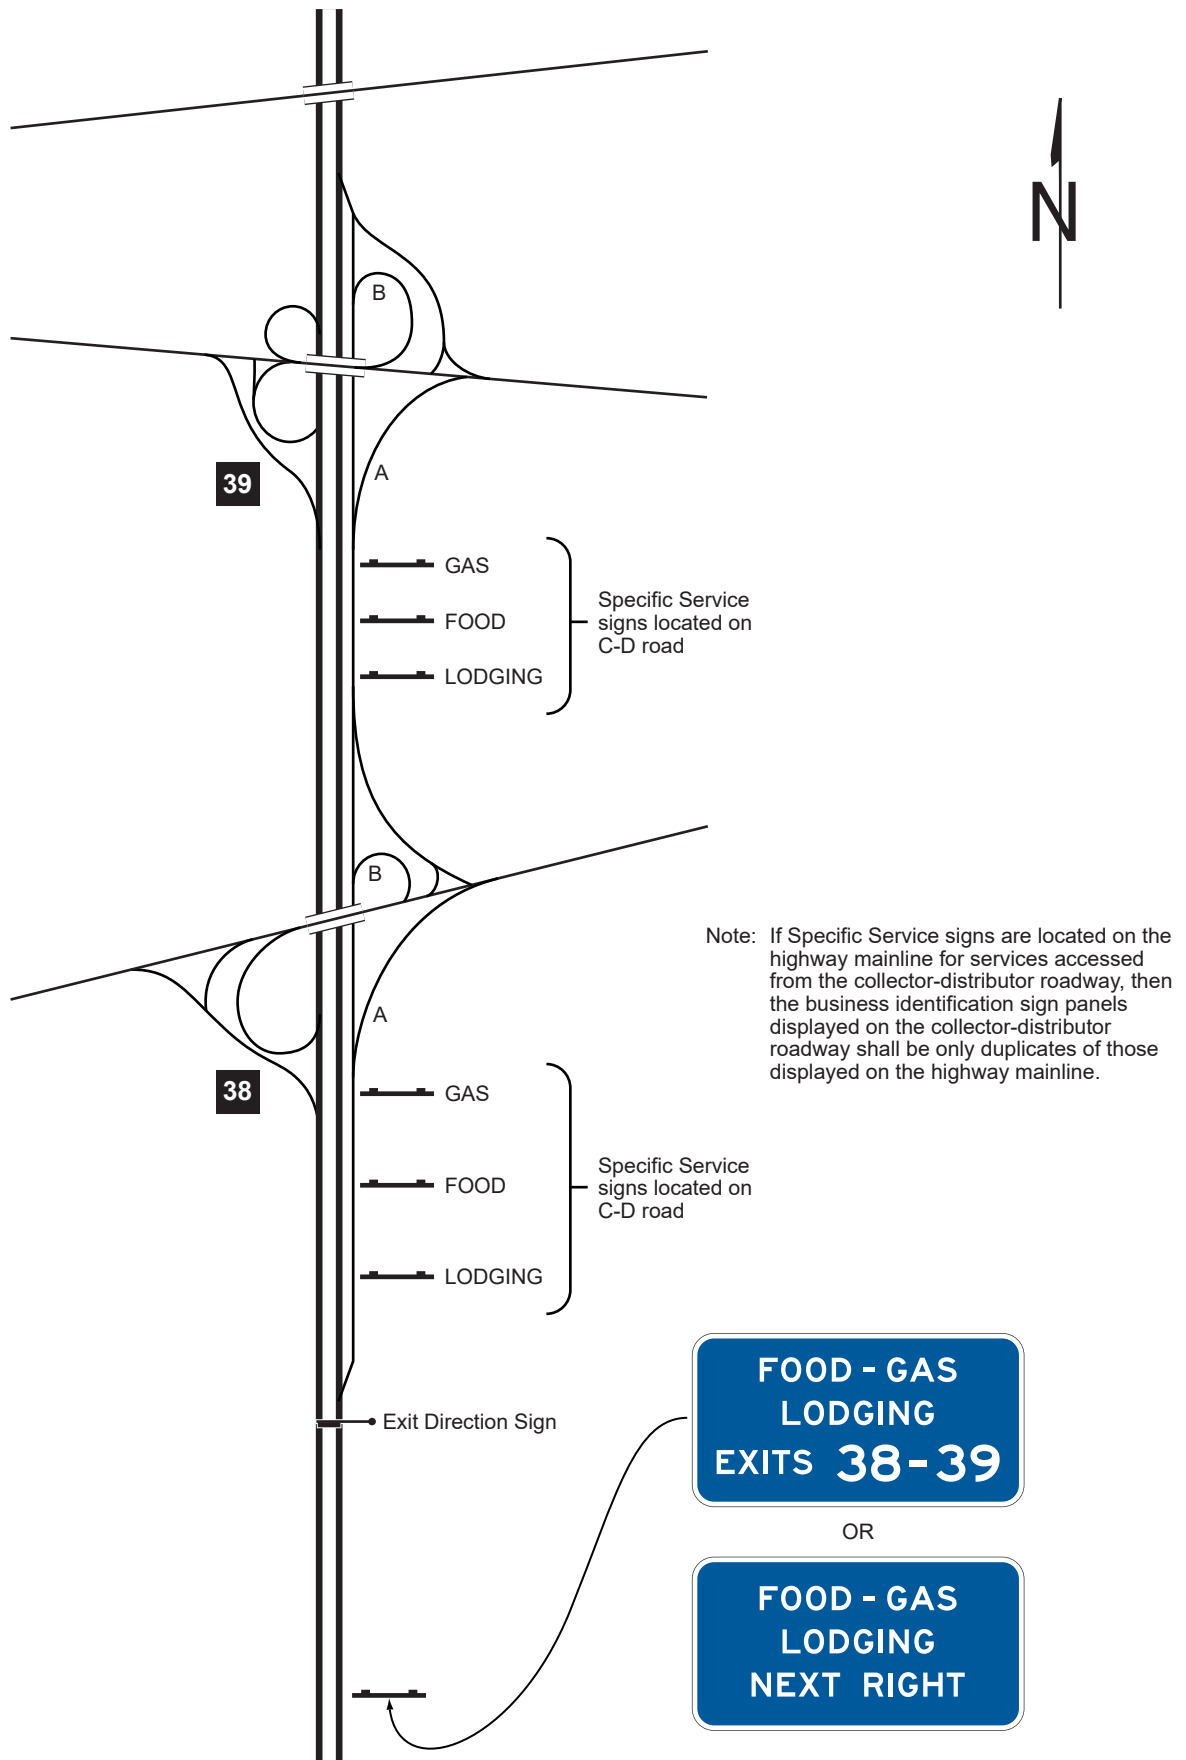 N
B
39
A
GAS
FOOD
LODGING
Specific Service
signs located on
C-D road
B
A
Note: If Specific Service signs are located on the
highway mainline for services accessed
from the collector-distributor roadway, then
the business identification sign panels
displayed on the collector-distributor
roadway shall be only duplicates of those
displayed on the highway mainline.
38
GAS
FOOD
LODGING
Specific Service
signs located on
C-D road
Exit Direction Sign
FOOD - GAS
LODGING
EXITS 38-39
OR
FOOD - GAS
LODGING
NEXT RIGHT